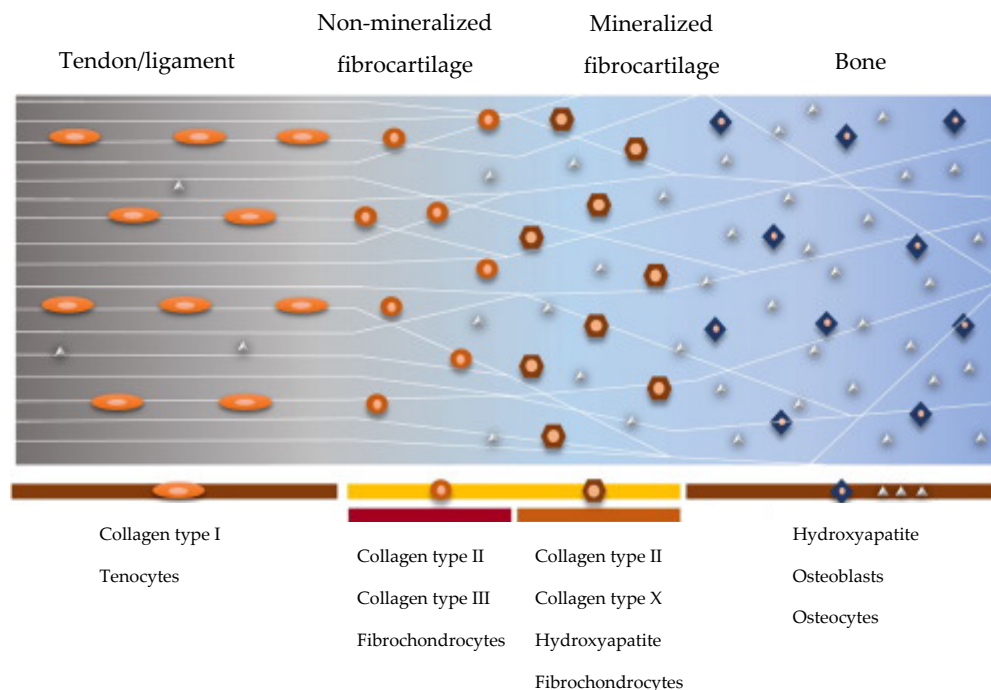 Tendon/ligament
Non-mineralized
fibrocartilage
Mineralized
fibrocartilage
Bone
Collagen type I
Tenocytes
Collagen type II
Collagen type III
Fibrochondrocytes
Collagen type II
Collagen type X
Hydroxyapatite
Fibrochondrocytes
Hydroxyapatite
Osteoblasts
Osteocytes